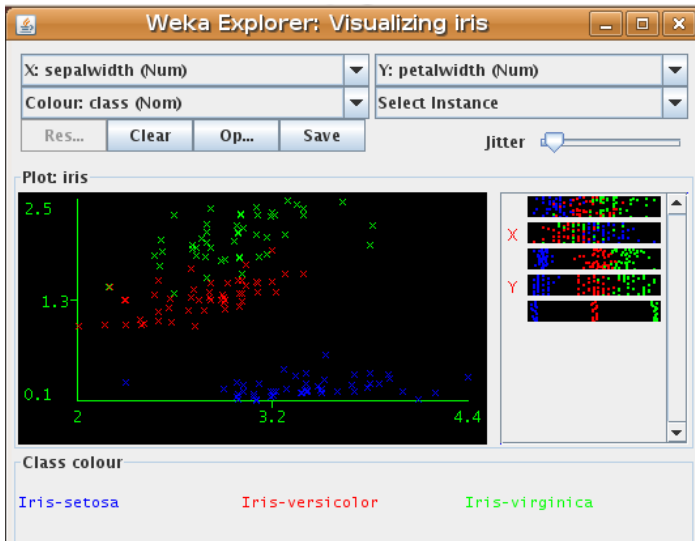 Weka Explorer: Visualizing iris
X: sepalwidth (Num)
Y: petalwidth (Num)
Colour: class (Nom)
Select Instance
Res...
Clear
Op...
Save
Jitter
Plot: iris
2.5
1.3
0.1
2
3.2
4.4
X
Y
Class colour
Iris-setosa
Iris-versicolor
Iris-virginica